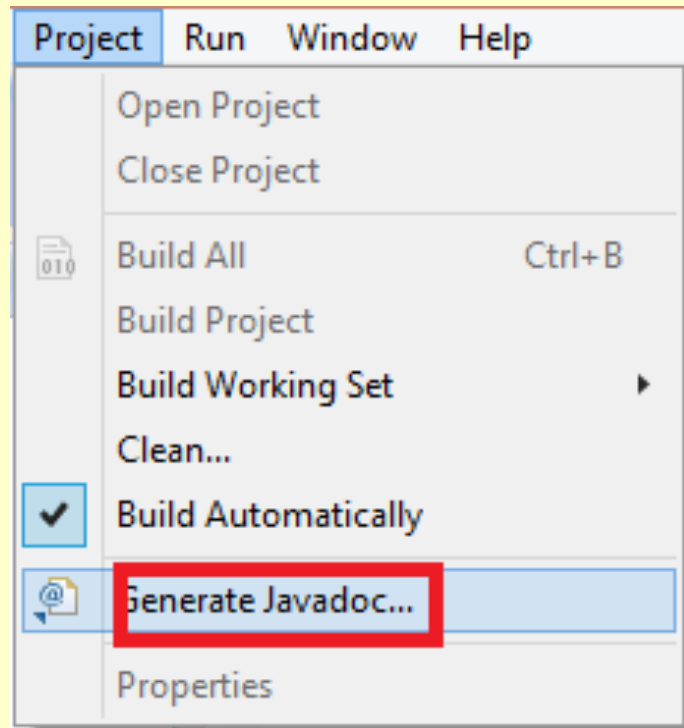 Project Run Window Help
Open Project
Close Project
010
Build All Ctrl+B
Build Project
Build Working Set
Clean...
Build Automatically
@
Generate Javadoc...
Properties